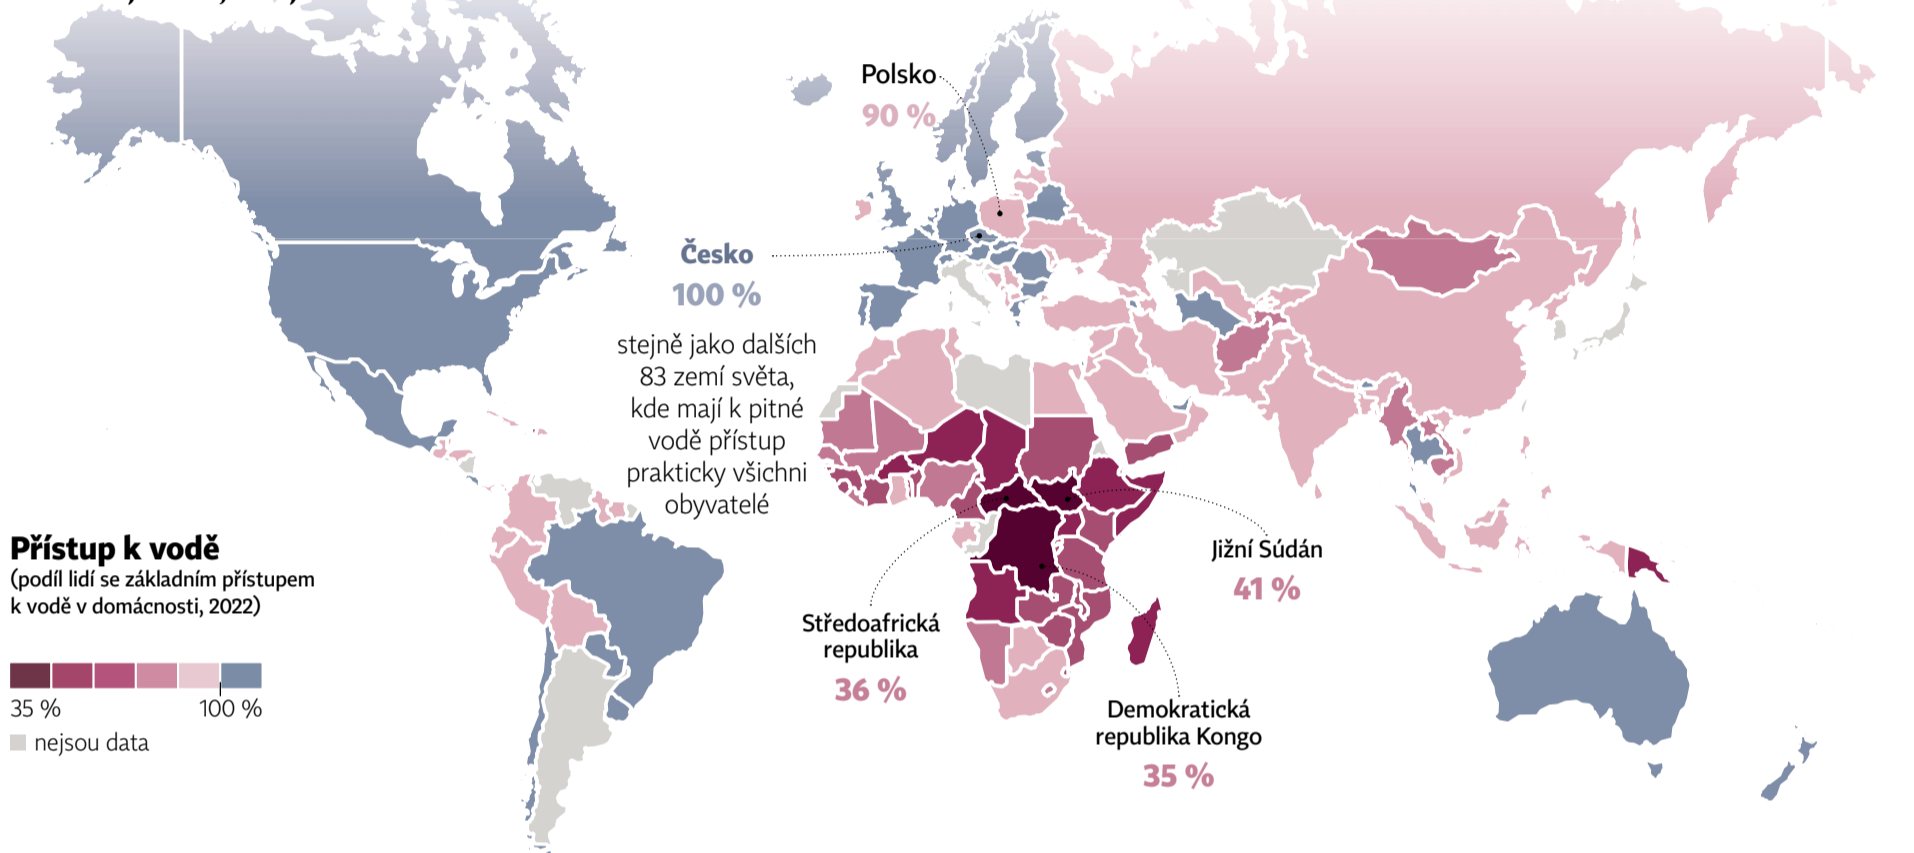 Polsko
90 %
Česko
100 %
stejně jako dalších
83 zemí světa,
kde mají k pitné
vodě přístup
prakticky všichni
obyvatelé
Přístup k vodě
(podíl lidí se základním přístupem
k vodě v domácnosti, 2022)
35 %
100 %
nejsou data
Středoafrická
republika
36 %
Jižní Súdán
41 %
Demokratická
republika Kongo
35 %